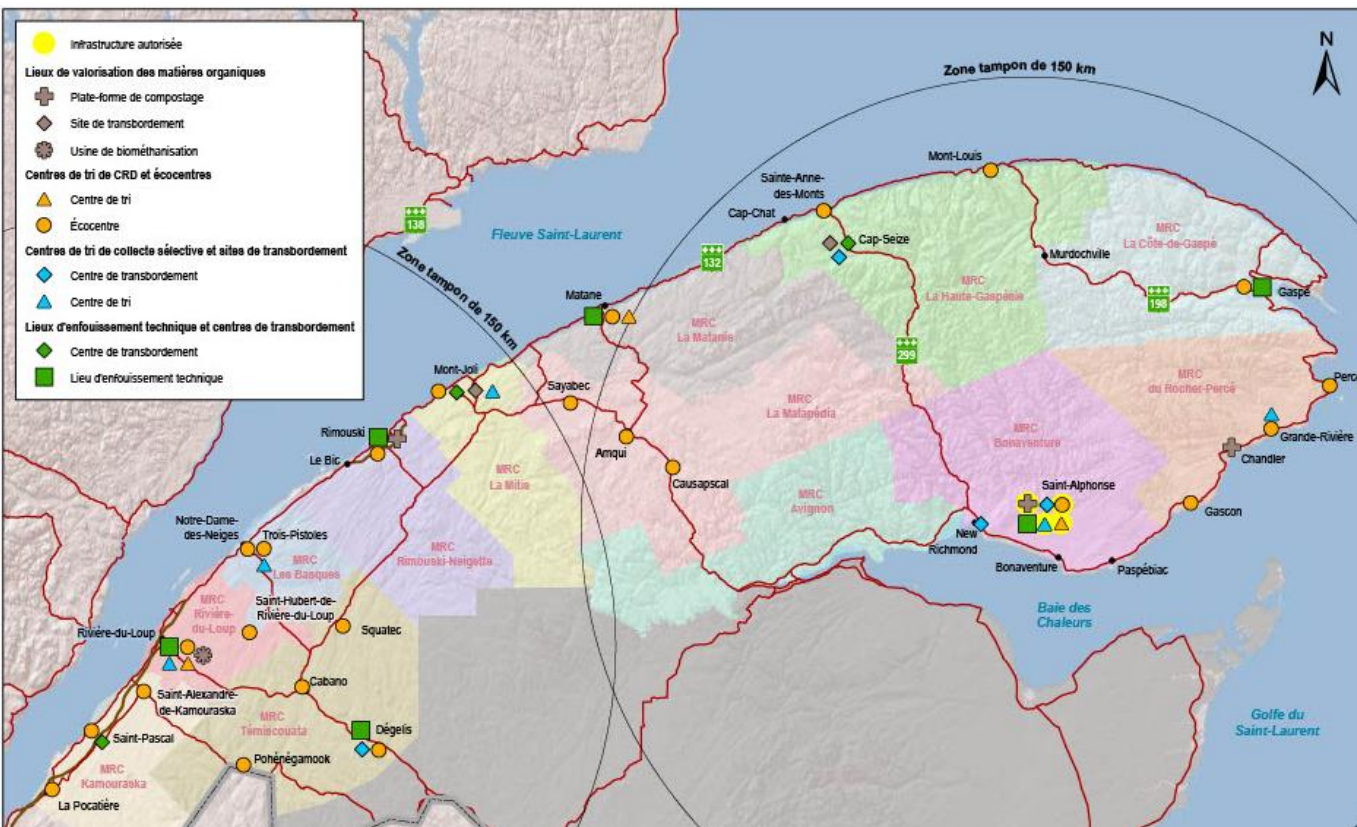 Infrastructure autorisée
Lieux de valorisation des matières organiques
Plate-forme de compostage
Site de transbordement
Usine de biométhanisation
Centres de tri de CRD et écocentres
Centre de tri
Écocentre
Centres de tri de collecte sélective et sites de transbordement
Centre de transbordement
Centre de tri
Lieux d'enfouissement technique et centres de transbordement
Centre de transbordement
Lieu d'enfouissement technique
N
Zone tampon de 150 km
Mont-Louis
Sainte-Anne-
des-Monts
Cap-Chat
138
Fleuve Saint-Laurent
Cap-Seize
MRC
La Côte-de-Gaspé
Murdochville
Zone tampon de 150 km
132
MRC
La Haute-Gaspésie
Gaspé
198
Matane
MRC
La Matanie
299
Mont-Joli
Sayabec
MRC
La Matapédia
MRC
du Rocher-Percé
Percé
Rimouski
Le Bic
Amqui
MRC
Bonaventure
Grande-Rivière
Chandler
MRC
La Mitis
Causapscal
MRC
Avignon
Saint-Alphonse
Gascon
Notre-Dame-
des-Neiges
Trois-Pistoles
MRC
Les Basques
MRC
Rimouski-Neigette
New
Richmond
Bonaventure
Paspébiac
MRC
Rivière-
du-Loup
Saint-Hubert-de-
Rivière-du-Loup
Squatec
Baie des
Chaleurs
Rivière-du-Loup
Saint-Alexandre-
de-Kamouraska
Cabano
MRC
Témiscouata
Dégelis
Golfe du
Saint-Laurent
Saint-Pascal
Pohénégamook
MRC
Kamouraska
La Pocatière